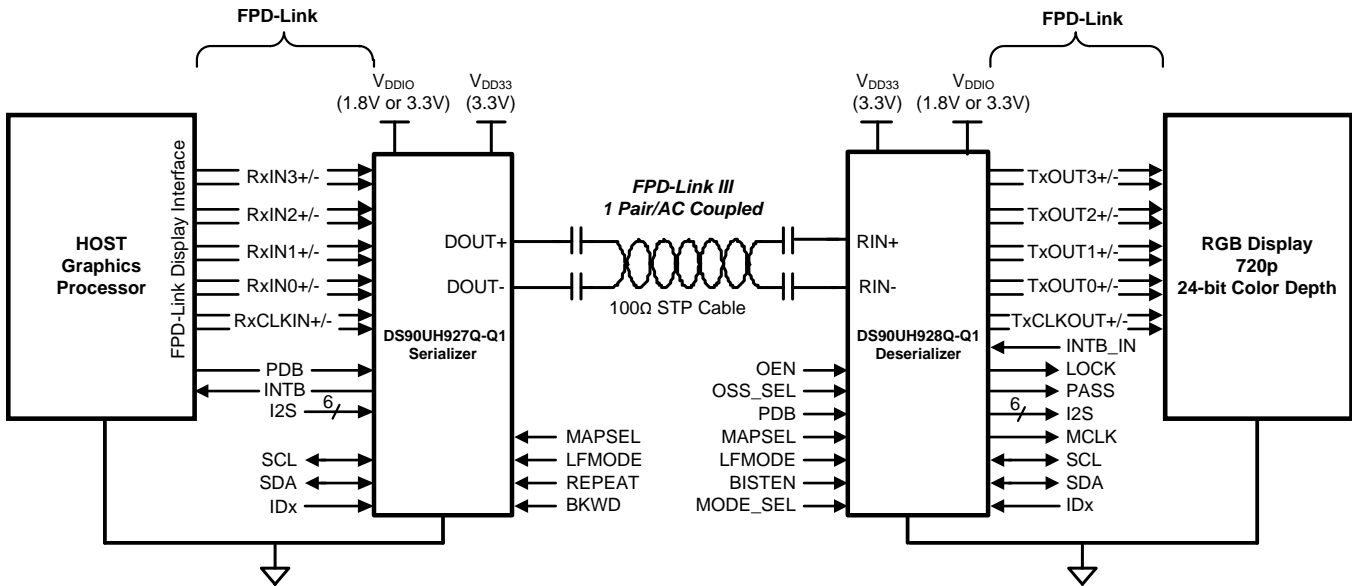 FPD-Link
FPD-Link
VDDIO
(1.8V or 3.3V)
VDD33
(3.3V)
VDD33
(3.3V)
VDDIO
(1.8V or 3.3V)
HOST
Graphics
Processor
FPD-Link Display Interface
RxIN3+/-
RxIN2+/-
RxIN1+/-
RxIN0+/-
RxCLKIN+/-
PDB
INTB
I2S
6
SCL
SDA
IDx
DOUT+
DOUT-
DS90UH927Q-Q1
Serializer
MAPSEL
LFMODE
REPEAT
BKWD
FPD-Link III
1 Pair/AC Coupled
100Ω STP Cable
OEN
OSS_SEL
PDB
MAPSEL
LFMODE
BISTEN
MODE_SEL
RIN+
RIN-
DS90UH928Q-Q1
Deserializer
TxOUT3+/-
TxOUT2+/-
TxOUT1+/-
TxOUT0+/-
TxCLKOUT+/-
INTB_IN
LOCK
PASS
6
I2S
MCLK
SCL
SDA
IDx
RGB Display
720p
24-bit Color Depth